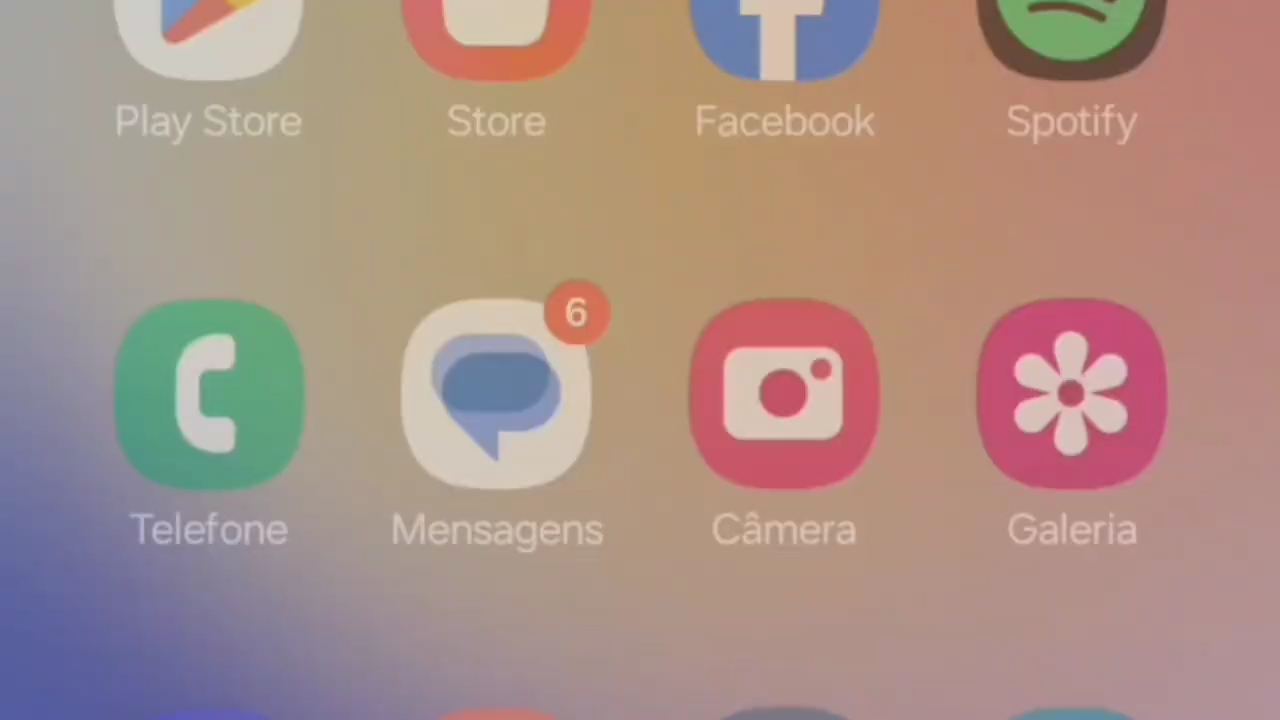 Play Store
Store
Facebook
Spotify
6
Telefone
Mensagens
Câmera
Galeria